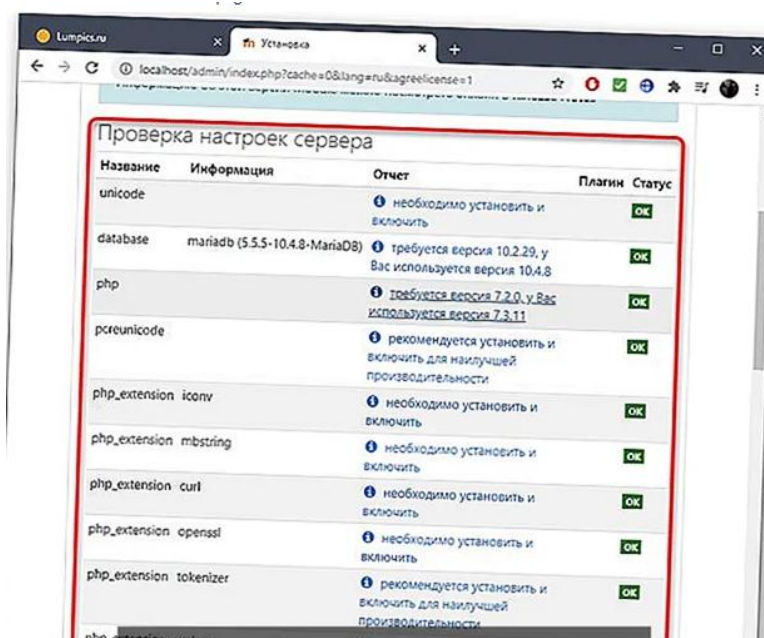 Lumpics.ru
Установка
localhost/admin/index.php?cache=0&lang=ru&agreelicense=1
Проверка настроек сервера
Название Информация Отчет Плагин Статус
unicode необходимо установить и OK
включить
database mariadb (5.5.5-10.4.8-MariaDB) требуется версия 10.2.29, у OK
Вас используется версия 10.4.8
php требуется версия 7.2.0, у Вас OK
используется версия 7.3.11
pcreunicode рекомендуется установить и OK
включить для наилучшей
производительности
php_extension iconv необходимо установить и OK
включить
php_extension mbstring необходимо установить и OK
включить
php_extension curl необходимо установить и OK
включить
php_extension openssl необходимо установить и OK
включить
php_extension tokenizer рекомендуется установить и OK
включить для наилучшей
производительности